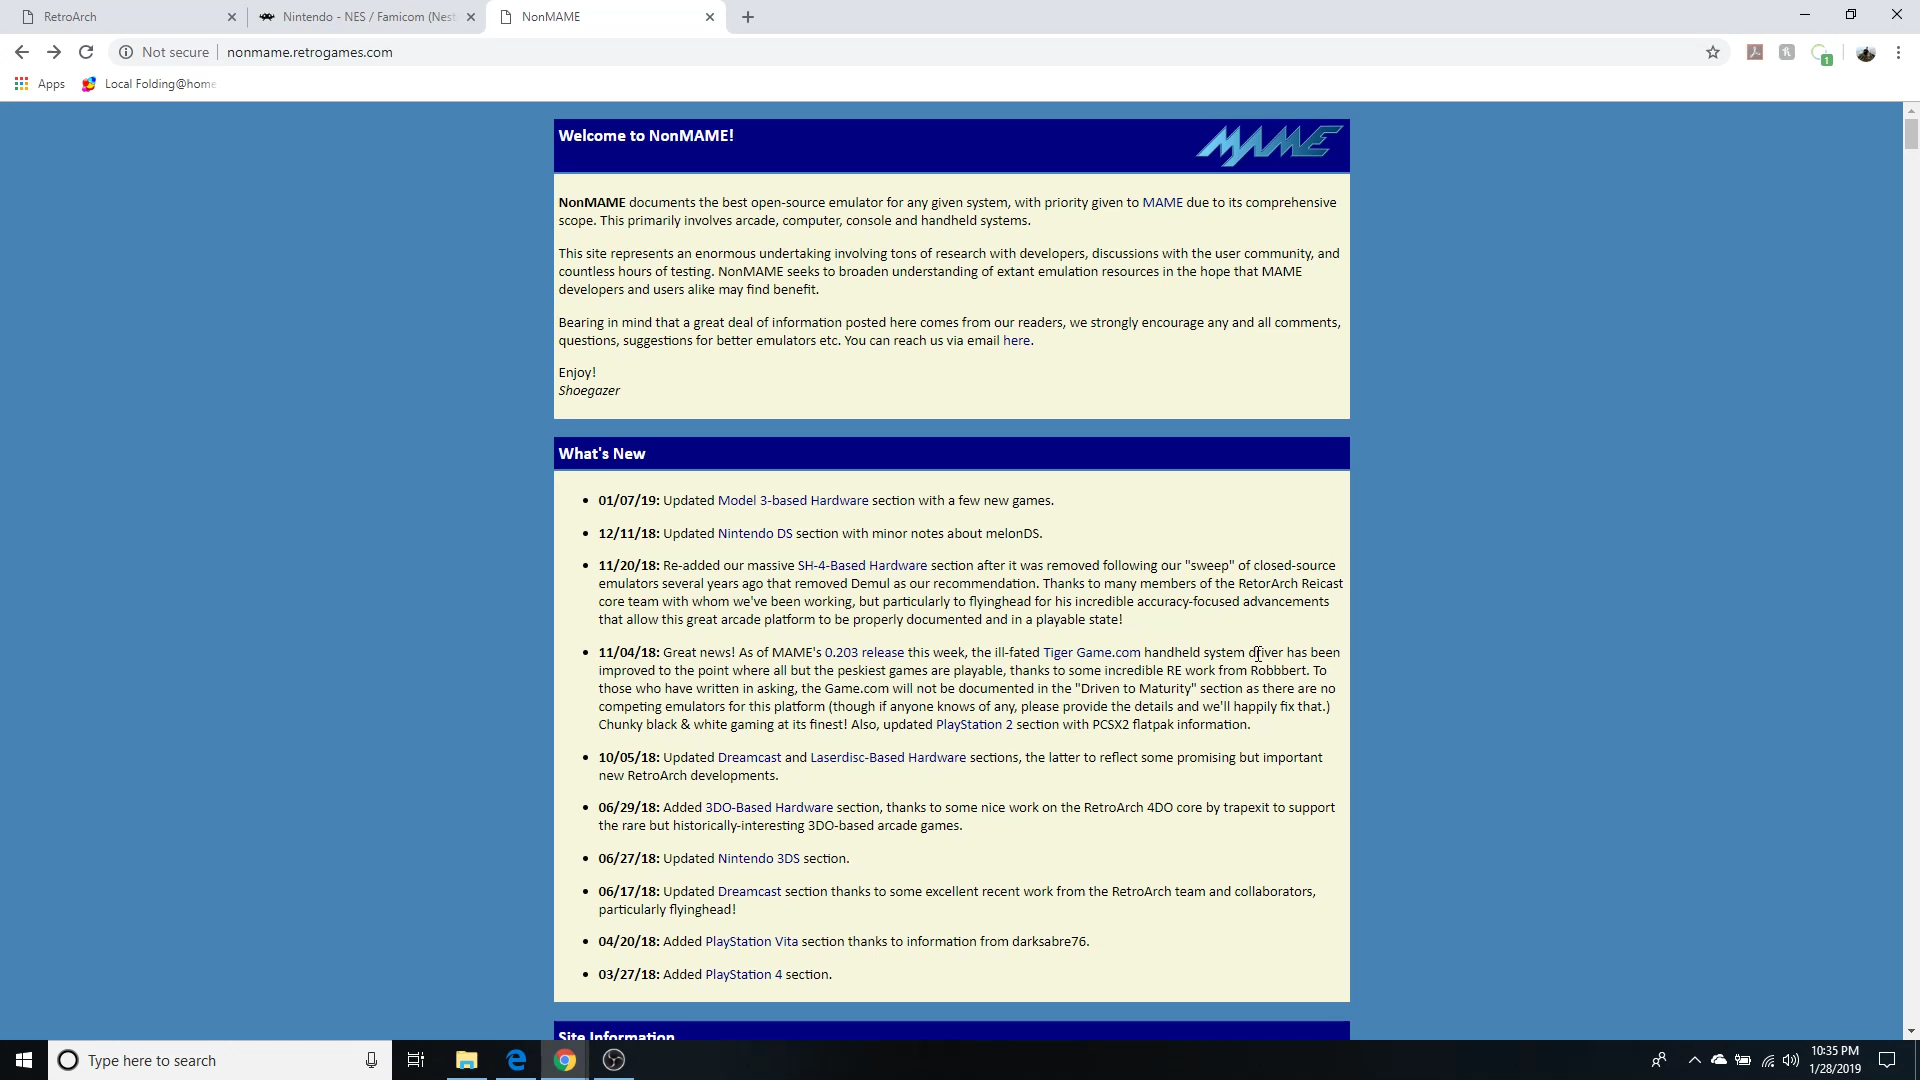 RetroArch
Nintendo - NES / Famicom (Nest
NonMAME
Not secure
nonmame.retrogames.com
1
Apps
Local Folding@home
Welcome to NonMAME!
MAME
NonMAME documents the best open-source emulator for any given system, with priority given to MAME due to its comprehensive
scope. This primarily involves arcade, computer, console and handheld systems.
This site represents an enormous undertaking involving tons of research with developers, discussions with the user community, and
countless hours of testing. NonMAME seeks to broaden understanding of extant emulation resources in the hope that MAME
developers and users alike may find benefit.
Bearing in mind that a great deal of information posted here comes from our readers, we strongly encourage any and all comments,
questions, suggestions for better emulators etc. You can reach us via email here.
Enjoy!
Shoegazer
What's New
• 01/07/19: Updated Model 3-based Hardware section with a few new games.
• 12/11/18: Updated Nintendo DS section with minor notes about melonDS.
• 11/20/18: Re-added our massive SH-4-Based Hardware section after it was removed following our "sweep" of closed-source
emulators several years ago that removed Demul as our recommendation. Thanks to many members of the RetorArch Reicast
core team with whom we've been working, but particularly to flyinghead for his incredible accuracy-focused advancements
that allow this great arcade platform to be properly documented and in a playable state!
• 11/04/18: Great news! As of MAME's 0.203 release this week, the ill-fated Tiger Game.com handheld system driver has been
improved to the point where all but the peskiest games are playable, thanks to some incredible RE work from Robbbert. To
those who have written in asking, the Game.com will not be documented in the "Driven to Maturity" section as there are no
competing emulators for this platform (though if anyone knows of any, please provide the details and we'll happily fix that.)
Chunky black & white gaming at its finest! Also, updated PlayStation 2 section with PCSX2 flatpak information.
• 10/05/18: Updated Dreamcast and Laserdisc-Based Hardware sections, the latter to reflect some promising but important
new RetroArch developments.
• 06/29/18: Added 3DO-Based Hardware section, thanks to some nice work on the RetroArch 4DO core by trapexit to support
the rare but historically-interesting 3DO-based arcade games.
• 06/27/18: Updated Nintendo 3DS section.
• 06/17/18: Updated Dreamcast section thanks to some excellent recent work from the RetroArch team and collaborators,
particularly flyinghead!
• 04/20/18: Added PlayStation Vita section thanks to information from darksabre76.
• 03/27/18: Added PlayStation 4 section.
Site Information
Type here to search
10:35 PM
1/28/2019